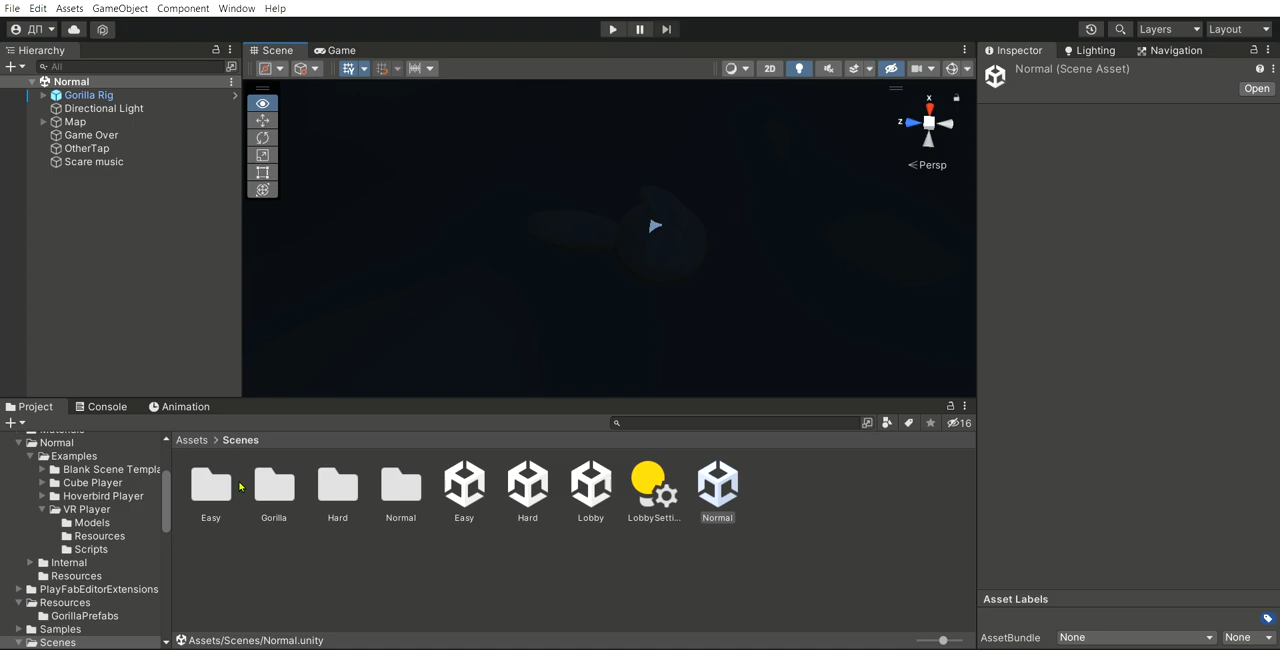 File Edit Assets GameObject Component Window Help
ДП Layers Layout
Hierarchy Scene Game Inspector Lighting Navigation
All 2D Normal (Scene Asset)
Normal
Open
Gorilla Rig
Directional Light
Map
Game Over
OtherTap
Scare music
x
z
Persp
Project Console Animation
16
Assets > Scenes
Materials
Normal
Examples
Blank Scene Templa
Cube Player
Hoverbird Player
VR Player
Models
Resources
Scripts
Internal
Resources
PlayFabEditorExtensions
Resources
GorillaPrefabs
Samples
Scenes
Easy Gorilla Hard Normal Easy Hard Lobby LobbySetti... Normal
Assets/Scenes/Normal.unity
Asset Labels
AssetBundle None None